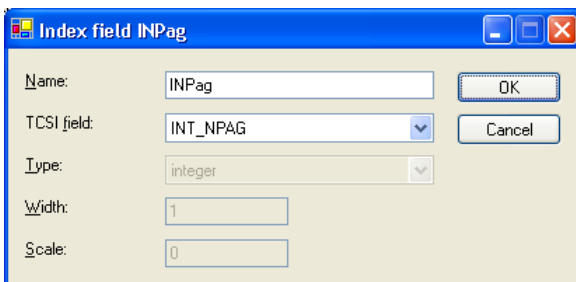 Index field INPag
Name: INPag OK
TCSI field: INT_NPAG Cancel
Type: integer
Width: 1
Scale: 0